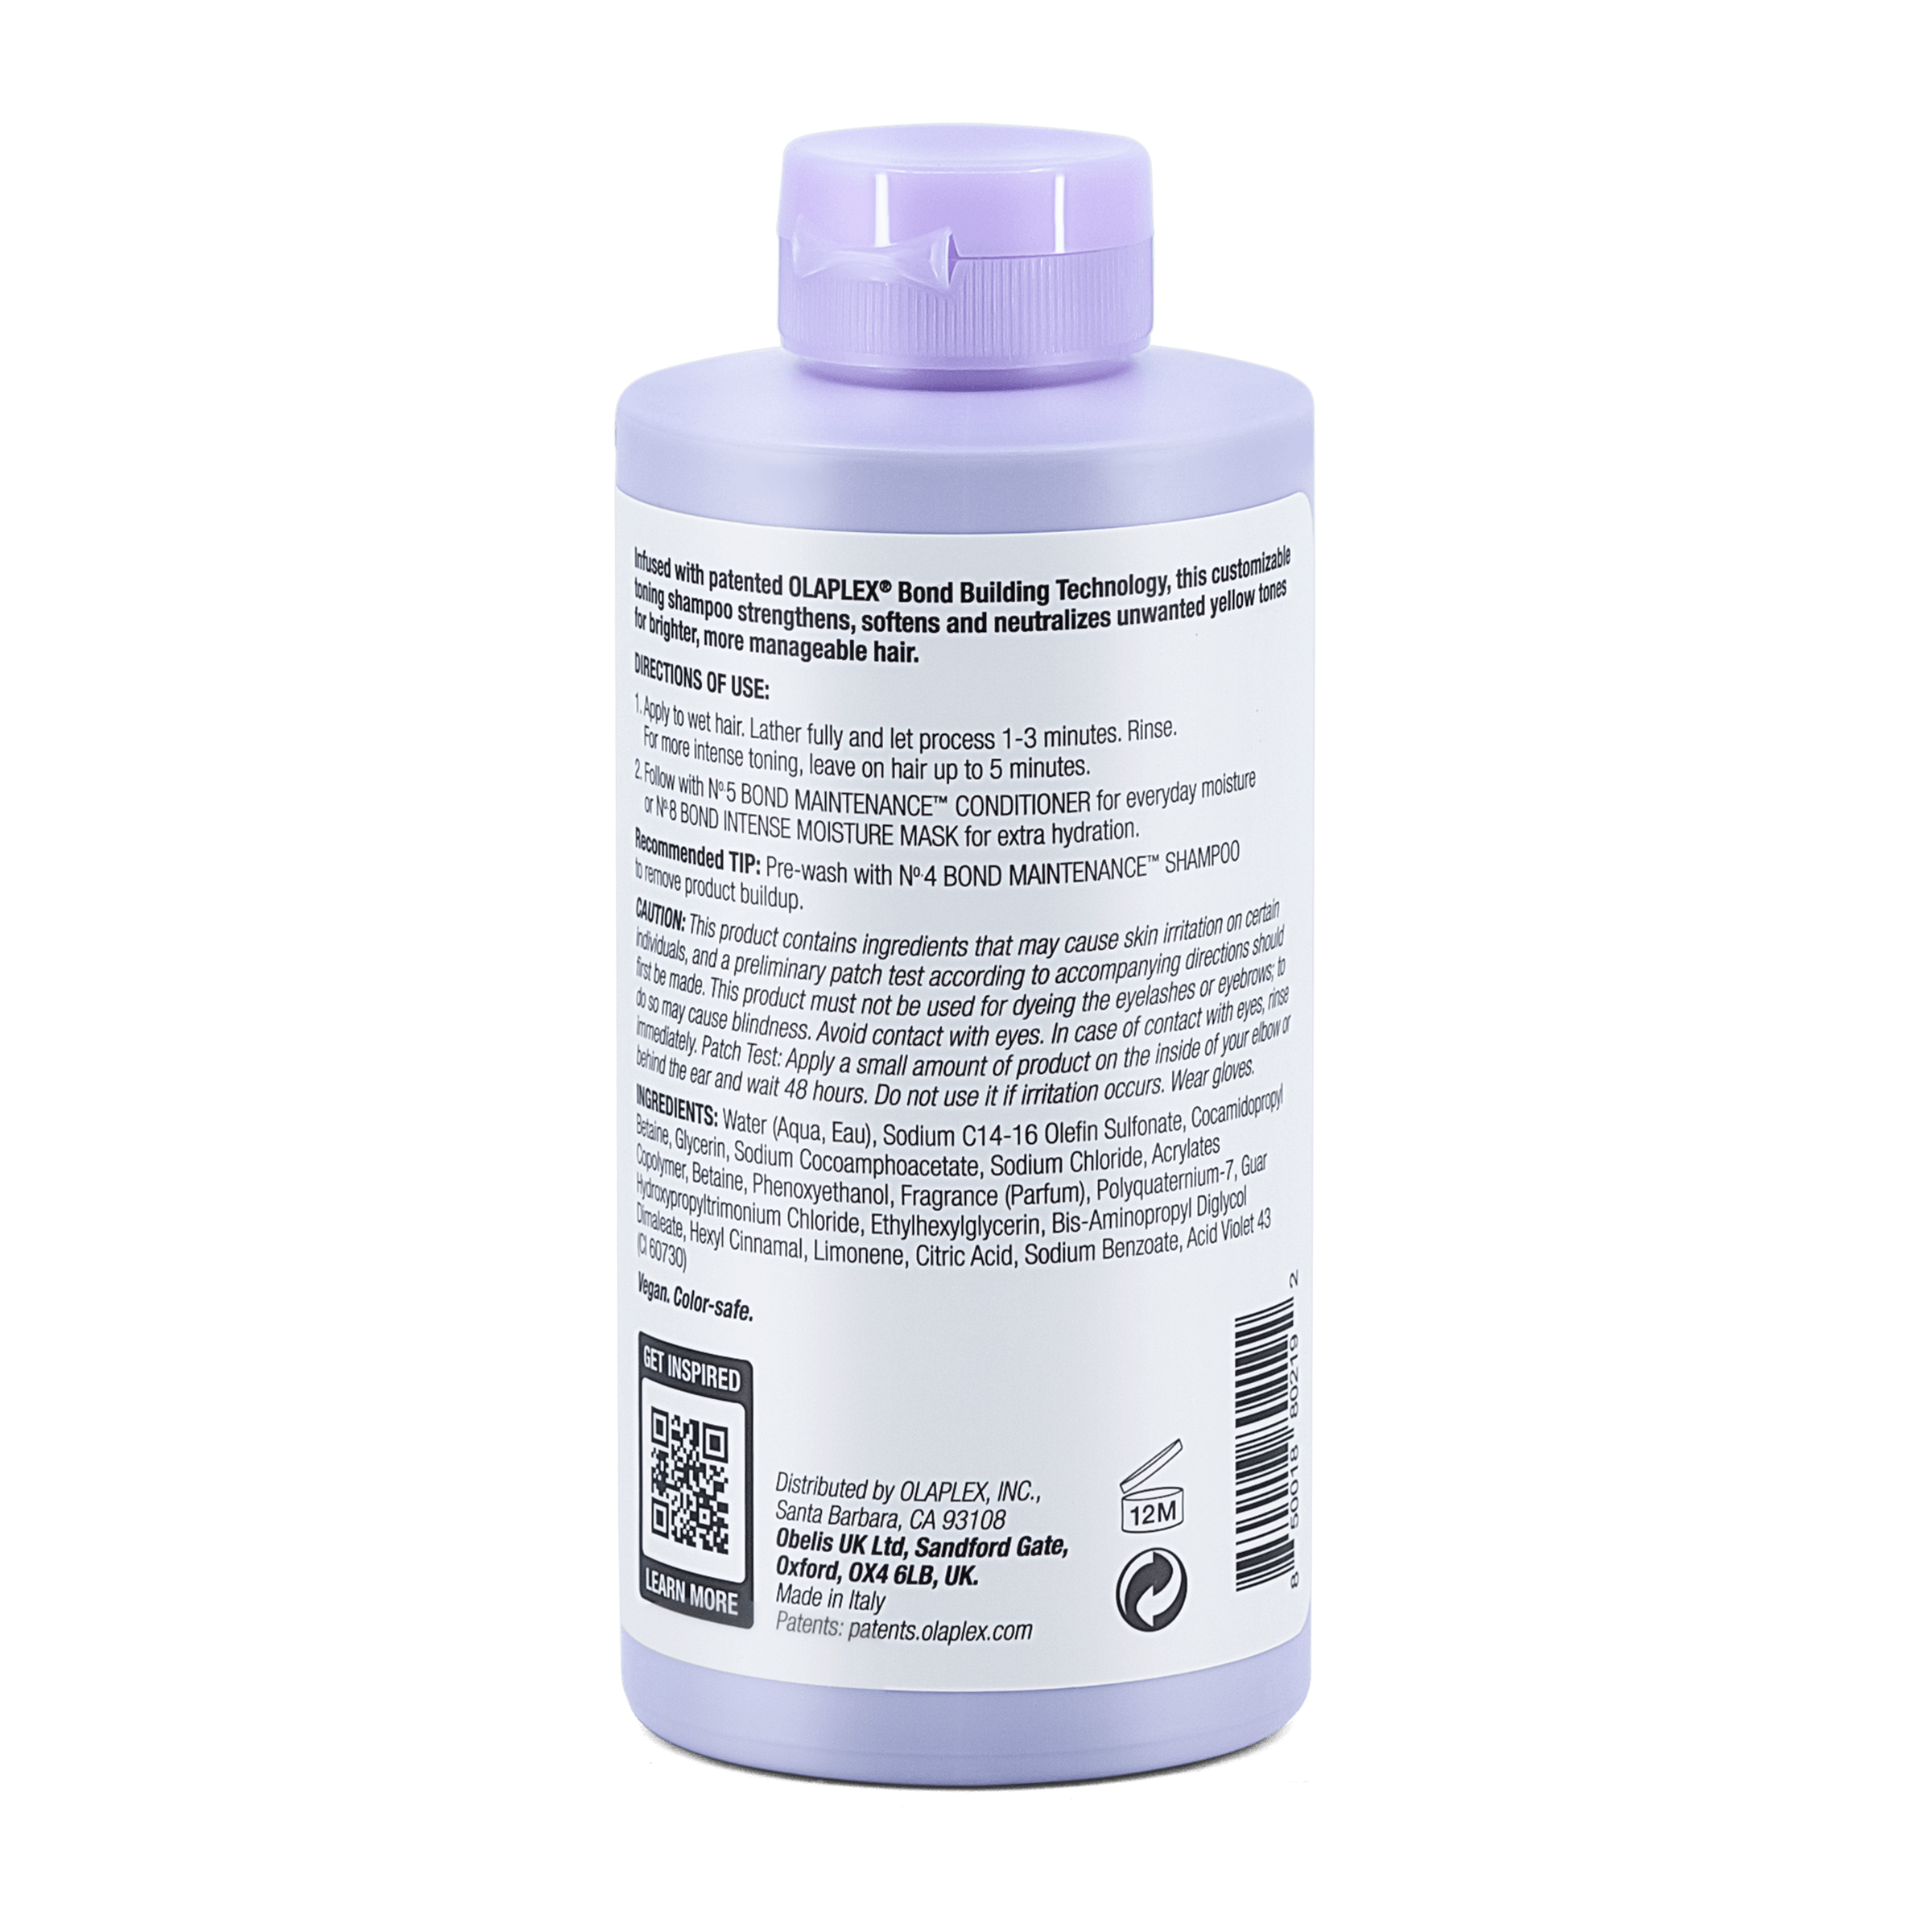 Infused with patented OLAPLEX® Bond Building Technology, this customizable
toning shampoo strengthens, softens and neutralizes unwanted yellow tones
for brighter, more manageable hair.
DIRECTIONS OF USE:
1. Apply to wet hair. Lather fully and let process 1-3 minutes. Rinse.
For more intense toning, leave on hair up to 5 minutes.
2. Follow with Nº.5 BOND MAINTENANCE™ CONDITIONER for everyday moisture
or Nº.8 BOND INTENSE MOISTURE MASK for extra hydration.
Recommended TIP: Pre-wash with Nº.4 BOND MAINTENANCE™ SHAMPOO
to remove product buildup.
CAUTION: This product contains ingredients that may cause skin irritation on certain
individuals, and a preliminary patch test according to accompanying directions should
first be made. This product must not be used for dyeing the eyelashes or eyebrows; to
do so may cause blindness. Avoid contact with eyes. In case of contact with eyes, rinse
immediately. Patch Test: Apply a small amount of product on the inside of your elbow or
behind the ear and wait 48 hours. Do not use it if irritation occurs. Wear gloves.
INGREDIENTS: Water (Aqua, Eau), Sodium C14-16 Olefin Sulfonate, Cocamidopropyl
Betaine, Glycerin, Sodium Cocoamphoacetate, Sodium Chloride, Acrylates
Copolymer, Betaine, Phenoxyethanol, Fragrance (Parfum), Polyquaternium-7, Guar
Hydroxypropyltrimonium Chloride, Ethylhexylglycerin, Bis-Aminopropyl Diglycol
Dimaleate, Hexyl Cinnamal, Limonene, Citric Acid, Sodium Benzoate, Acid Violet 43
(CI 60730)
Vegan. Color-safe.
GET INSPIRED
LEARN MORE
Distributed by OLAPLEX, INC.,
Santa Barbara, CA 93108
Obelis UK Ltd, Sandford Gate,
Oxford, OX4 6LB, UK.
Made in Italy
Patents: patents.olaplex.com
12M
8 50018 80219 2